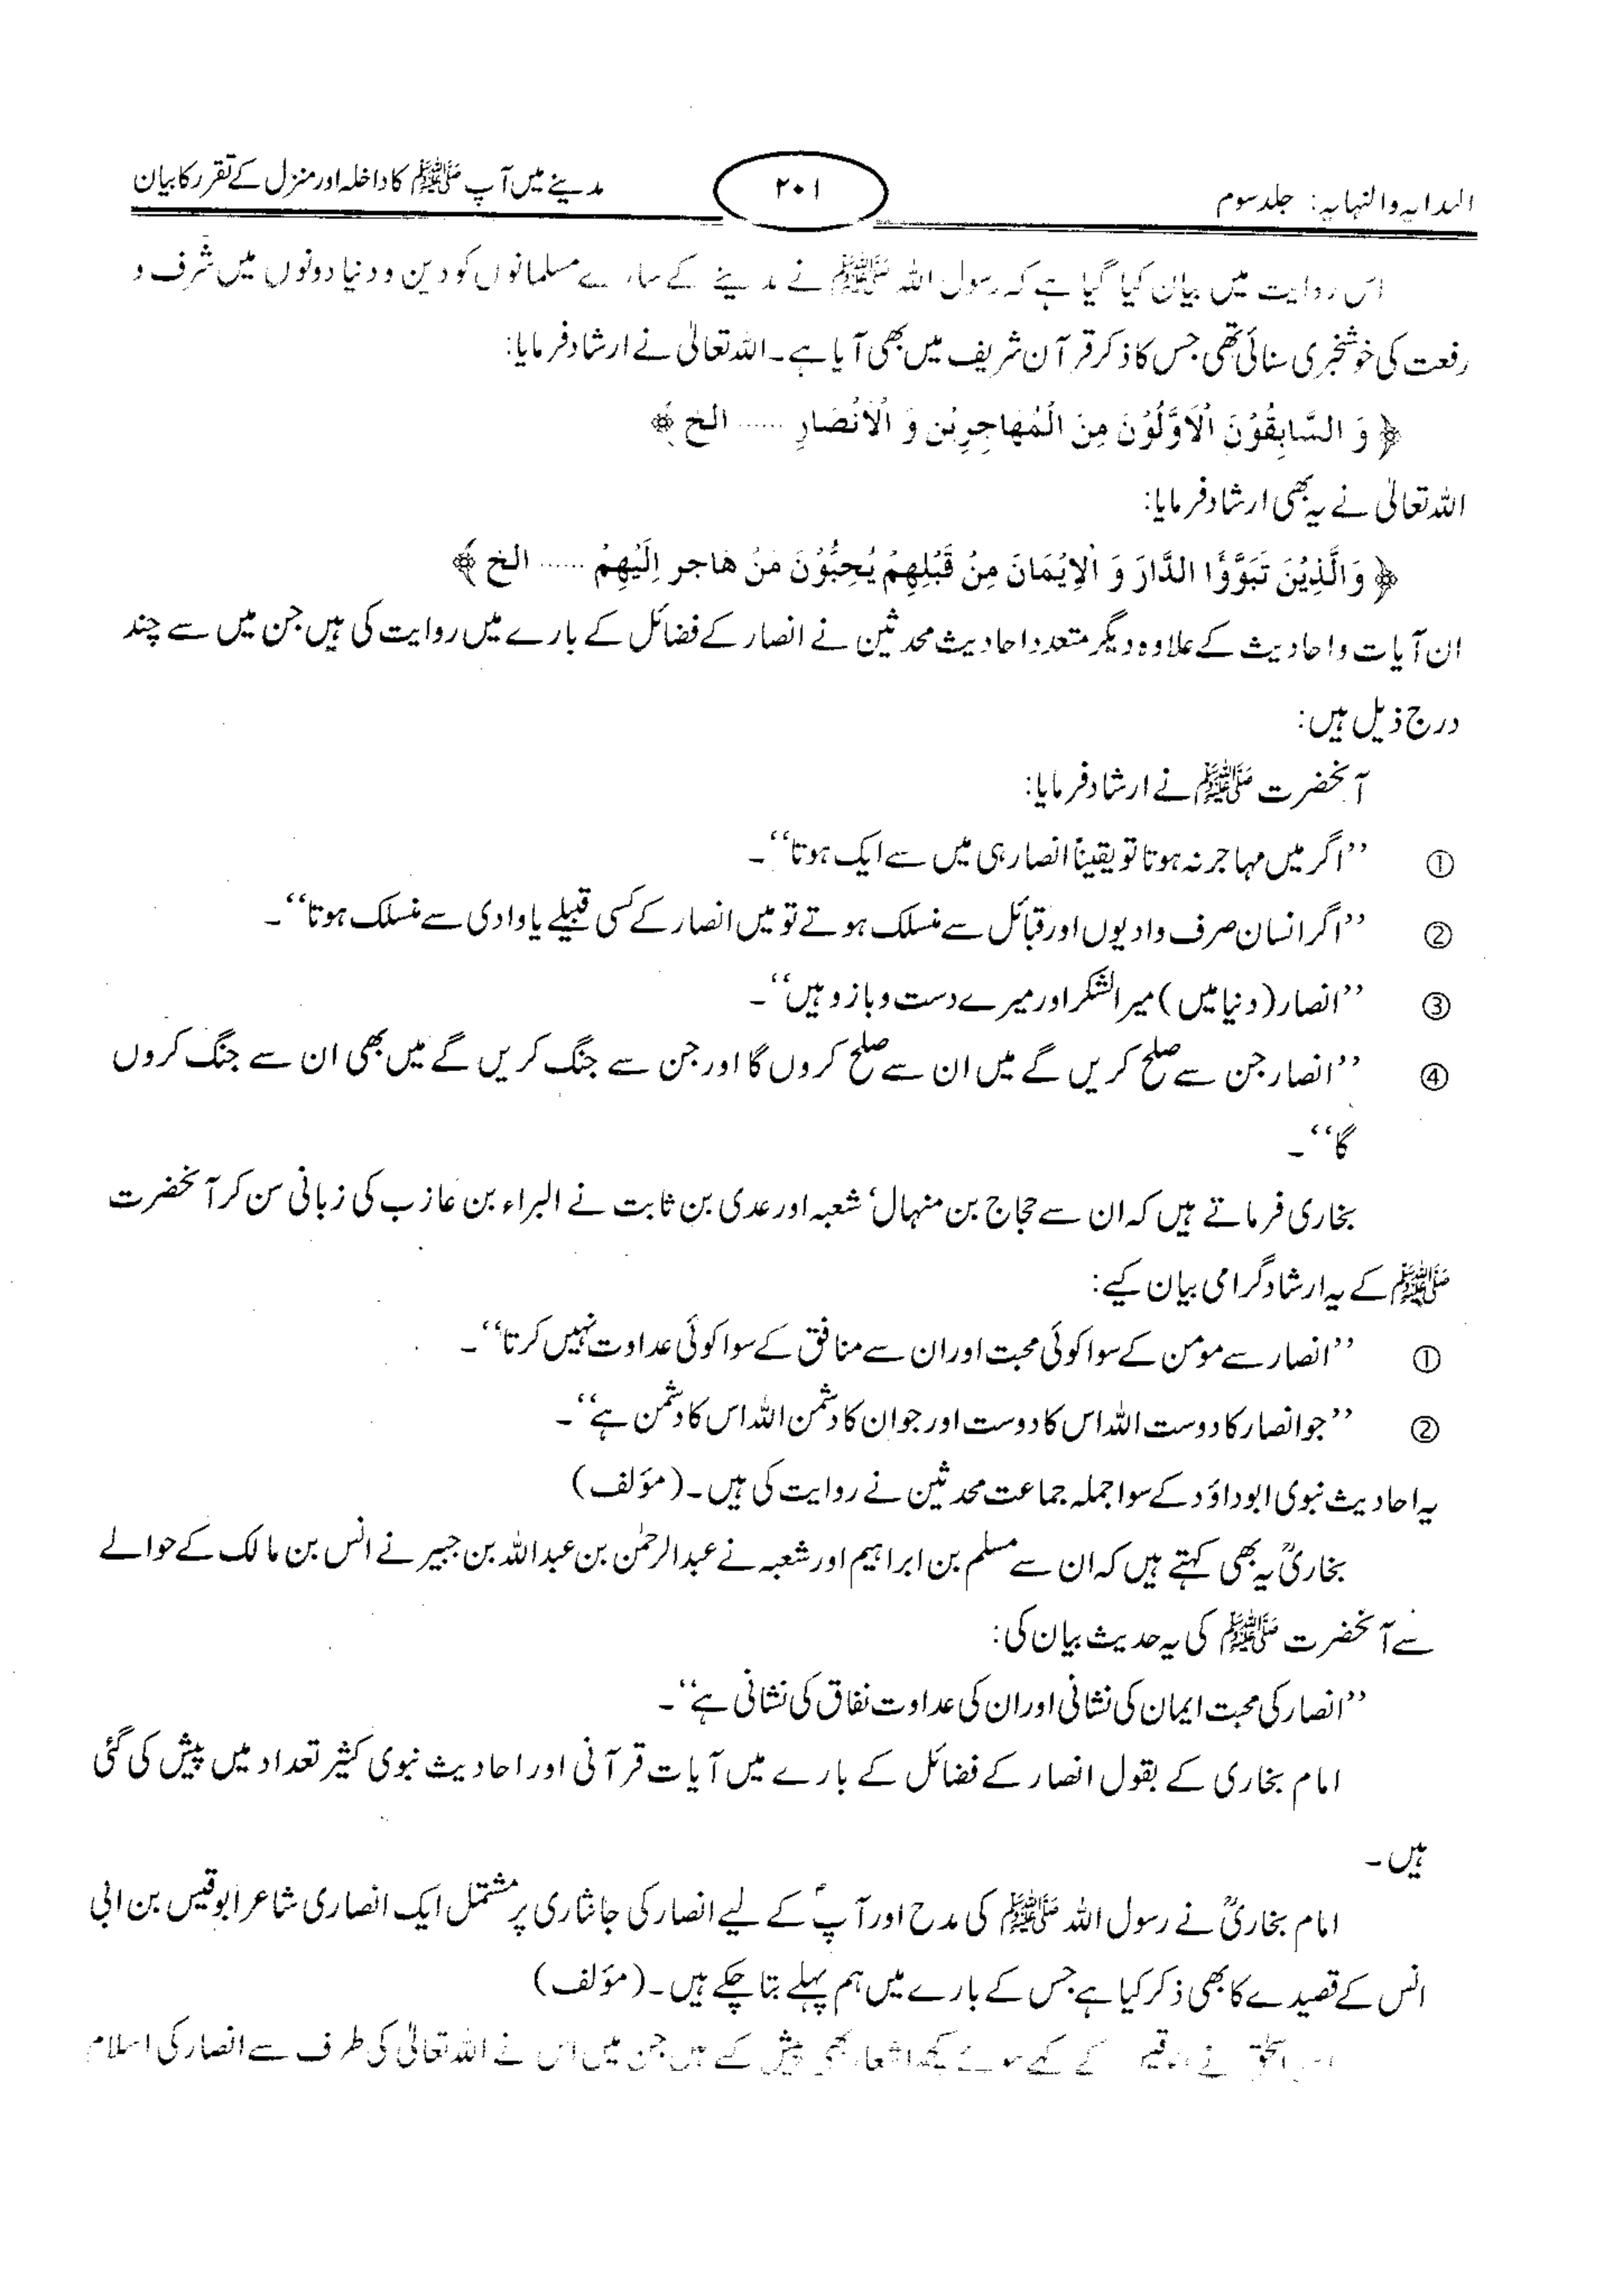 البدایہ والنہایہ: جلد سوم
۲۰۱
مدینے میں آپ ﷺ کا داخلہ اور منزل کے تقرر کا بیان
اس روایت میں بیان کیا گیا ہے کہ رسول اللہ ﷺ نے مدینے کے سارے مسلمانوں کو دین و دنیا دونوں میں شرف و
رفعت کی خوشخبری سنائی تھی جس کا ذکر قرآن شریف میں بھی آیا ہے۔ اللہ تعالیٰ نے ارشاد فرمایا:
﴿ وَ السَّابِقُوْنَ الْاَوَّلُوْنَ مِنَ الْمُهَاجِرِيْنَ وَ الْاَنْصَارِ ...... الخ ﴾
اللہ تعالیٰ نے یہ بھی ارشاد فرمایا:
﴿ وَالَّذِيْنَ تَبَوَّؤُا الدَّارَ وَ الْاِيْمَانَ مِنْ قَبْلِهِمْ يُحِبُّوْنَ مَنْ هَاجر اِلَيْهِمْ ...... الخ ﴾
ان آیات و احادیث کے علاوہ دیگر متعدد احادیث محدثین نے انصار کے فضائل کے بارے میں روایت کی ہیں جن میں سے چند
درج ذیل ہیں:
آنحضرت ﷺ نے ارشاد فرمایا:
① ’’اگر میں مہاجر نہ ہوتا تو یقیناً انصار ہی میں سے ایک ہوتا‘‘۔
② ’’اگر انسان صرف وادیوں اور قبائل سے منسلک ہوتے تو میں انصار کے کسی قبیلے یا وادی سے منسلک ہوتا‘‘۔
③ ’’انصار (دنیا میں) میرا لشکر اور میرے دست و بازو ہیں‘‘۔
④ ’’انصار جن سے صلح کریں گے میں ان سے صلح کروں گا اور جن سے جنگ کریں گے میں بھی ان سے جنگ کروں
گا‘‘۔
بخاری فرماتے ہیں کہ ان سے حجاج بن منہال‘ شعبہ اور عدی بن ثابت نے البراء بن عازب کی زبانی سن کر آنحضرت
ﷺ کے یہ ارشاد گرامی بیان کیے:
① ’’انصار سے مومن کے سوا کوئی محبت اور ان سے منافق کے سوا کوئی عداوت نہیں کرتا‘‘۔
② ’’جو انصار کا دوست اللہ اس کا دوست اور جو ان کا دشمن اللہ اس کا دشمن ہے‘‘۔
یہ احادیث نبوی ابوداؤد کے سوا جملہ جماعت محدثین نے روایت کی ہیں۔ (مؤلف)
بخاریؒ یہ بھی کہتے ہیں کہ ان سے مسلم بن ابراہیم اور شعبہ نے عبدالرحمٰن بن عبداللہ بن جبیر نے انس بن مالک کے حوالے
سے آنحضرت ﷺ کی یہ حدیث بیان کی:
’’انصار کی محبت ایمان کی نشانی اور ان کی عداوت نفاق کی نشانی ہے‘‘۔
امام بخاری کے بقول انصار کے فضائل کے بارے میں آیات قرآنی اور احادیث نبوی کثیر تعداد میں پیش کی گئی
ہیں۔
امام بخاریؒ نے رسول اللہ ﷺ کی مدح اور آپؐ کے لیے انصار کی جانثاری پر مشتمل ایک انصاری شاعر ابوقیس بن ابی
انس کے قصیدے کا بھی ذکر کیا ہے جس کے بارے میں ہم پہلے بتا چکے ہیں۔ (مؤلف)
نے کے کہے ہوئے کچھ اشعار بھی پیش کیے ہیں جن میں اس نے اللہ تعالیٰ کی طرف سے انصار کی اسلام